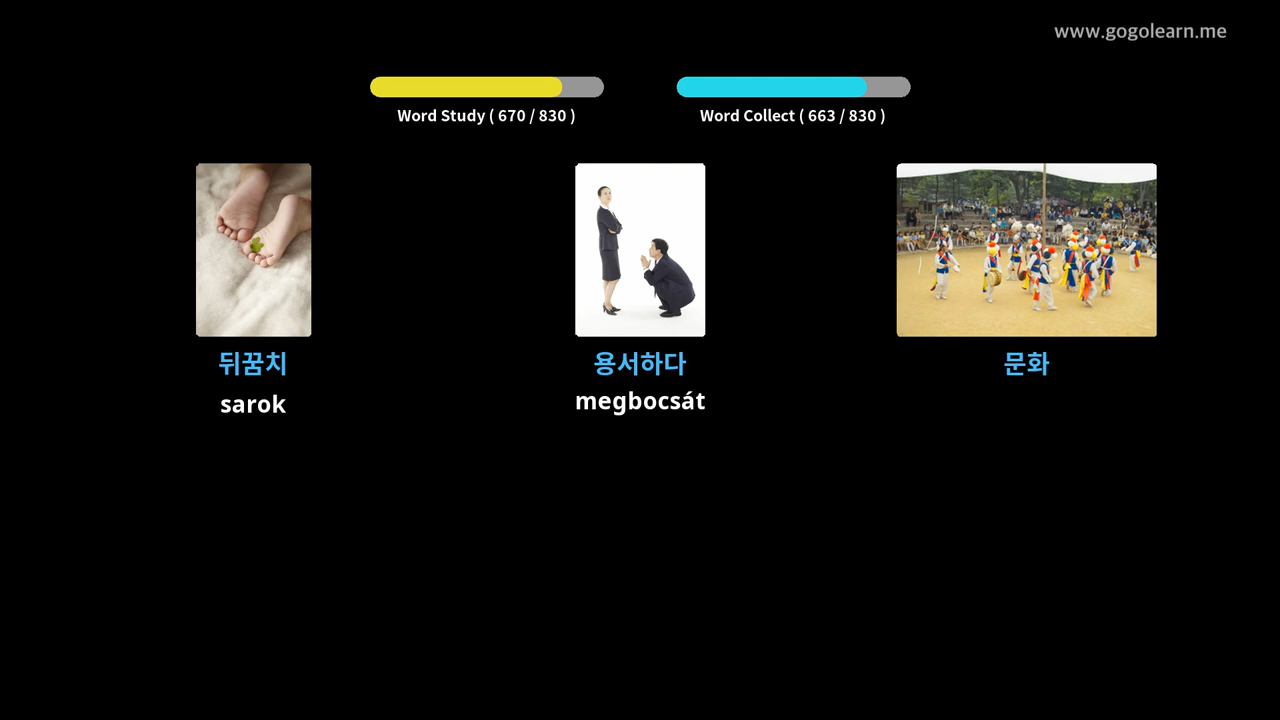 www.gogolearn.me
Word Study ( 670 / 830 )
Word Collect ( 663 / 830 )
뒤꿈치
용서하다
문화
sarok
megbocsát